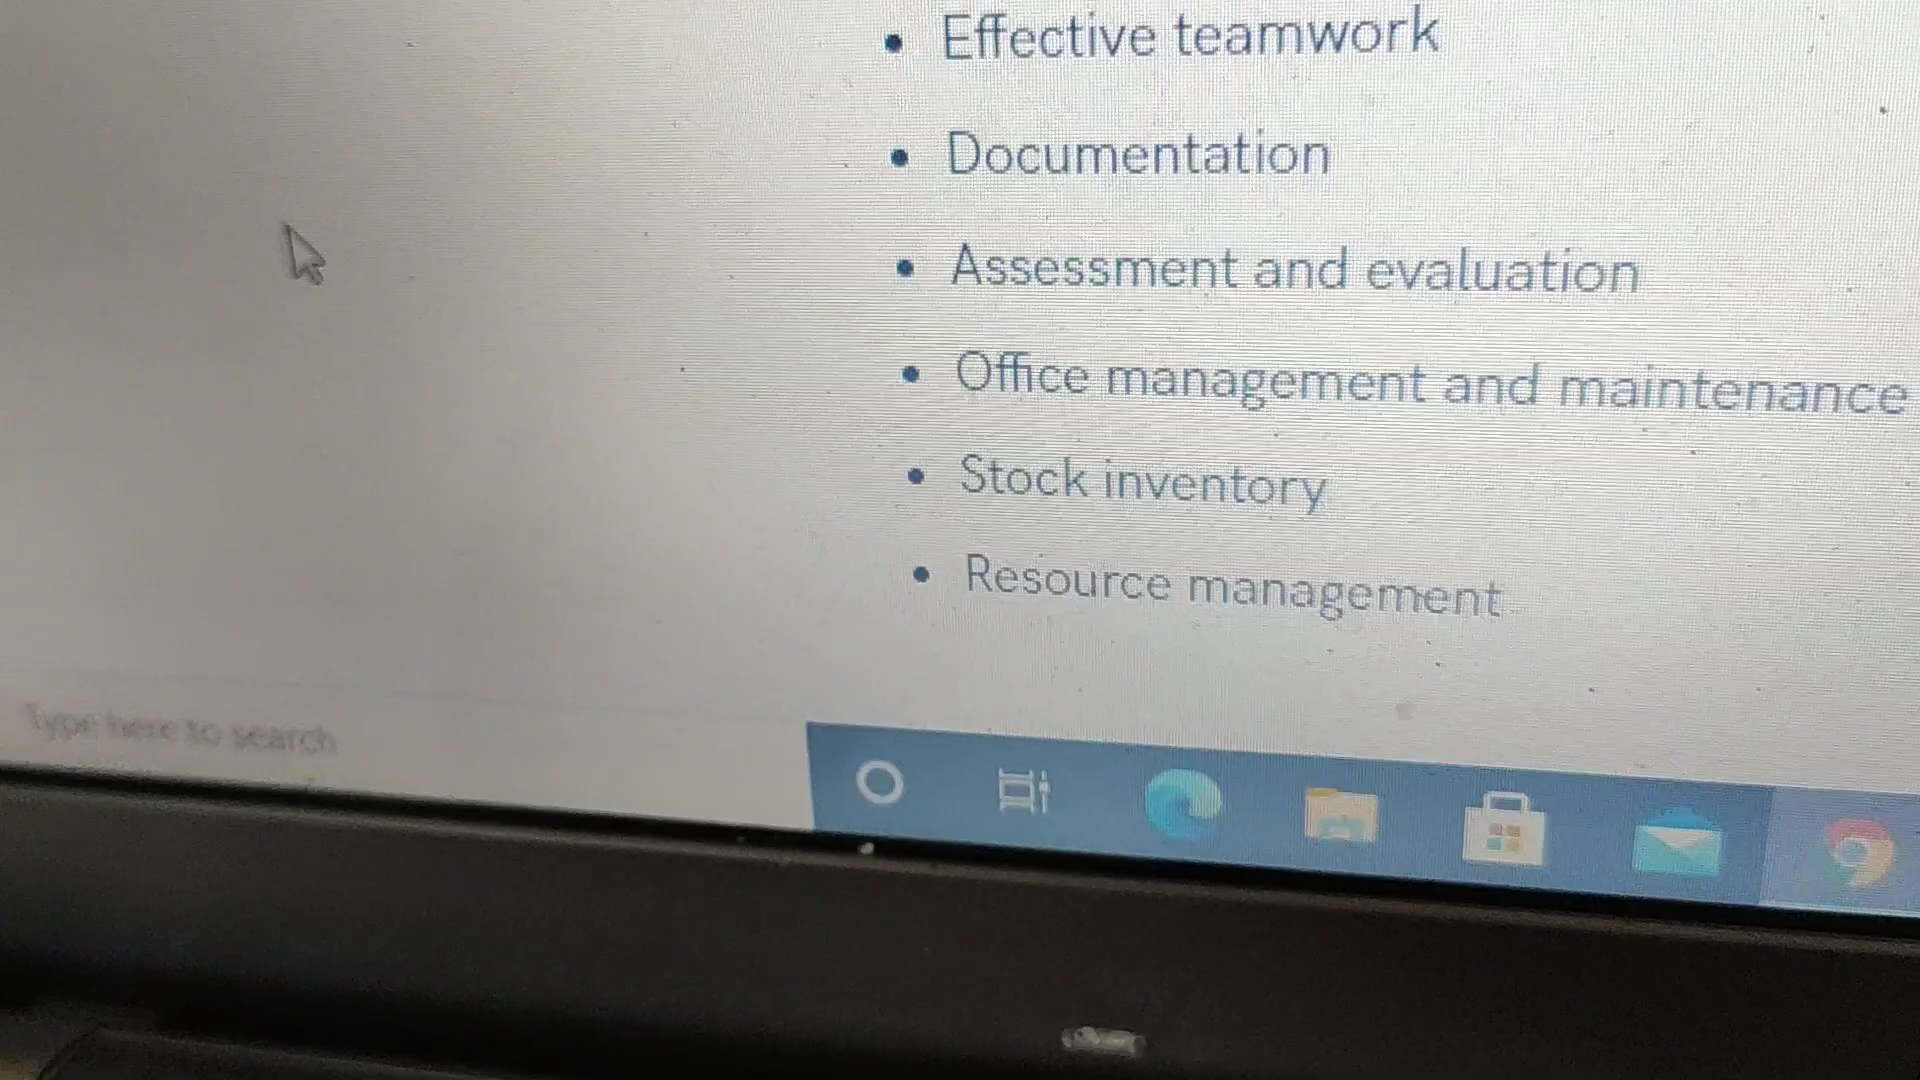 • Effective teamwork
• Documentation
• Assessment and evaluation
• Office management and maintenance
• Stock inventory
• Resource management
Type here to search